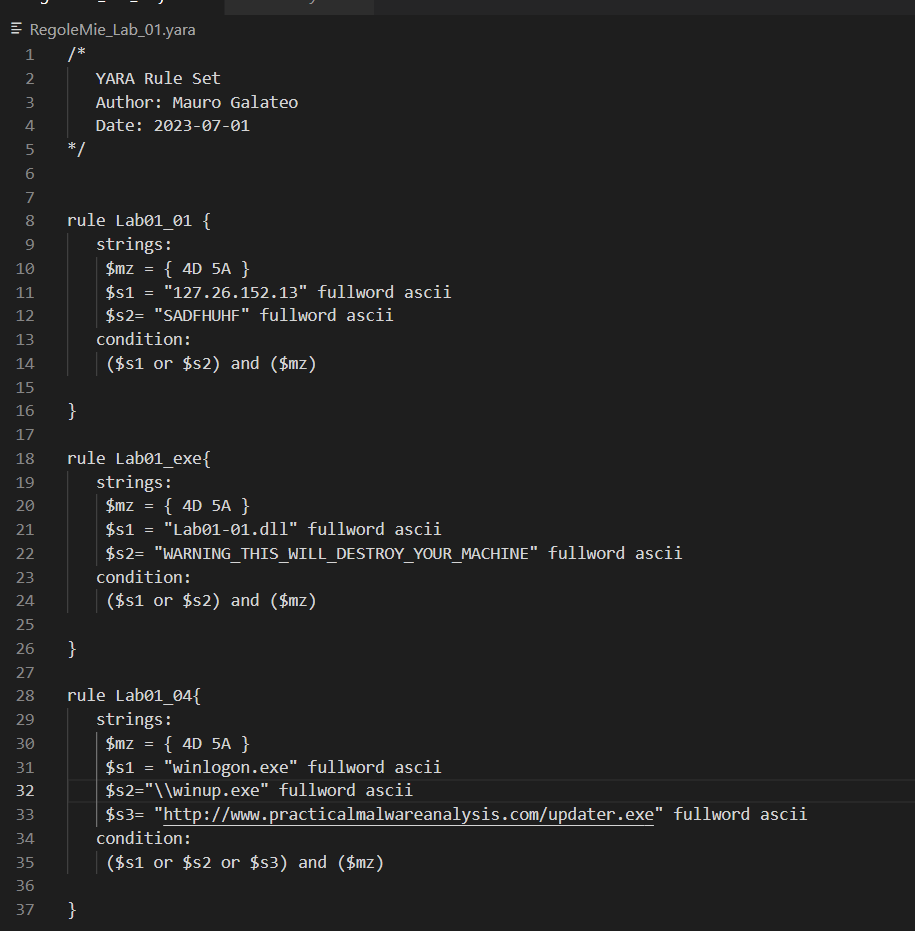 RegoleMie_Lab_01.yara
1 /*
2 YARA Rule Set
3 Author: Mauro Galateo
4 Date: 2023-07-01
5 */
6
7
8 rule Lab01_01 {
9 strings:
10 $mz = { 4D 5A }
11 $s1 = "127.26.152.13" fullword ascii
12 $s2= "SADFHUHF" fullword ascii
13 condition:
14 ($s1 or $s2) and ($mz)
15
16 }
17
18 rule Lab01_exe{
19 strings:
20 $mz = { 4D 5A }
21 $s1 = "Lab01-01.dll" fullword ascii
22 $s2= "WARNING_THIS_WILL_DESTROY_YOUR_MACHINE" fullword ascii
23 condition:
24 ($s1 or $s2) and ($mz)
25
26 }
27
28 rule Lab01_04{
29 strings:
30 $mz = { 4D 5A }
31 $s1 = "winlogon.exe" fullword ascii
32 $s2="\\winup.exe" fullword ascii
33 $s3= "http://www.practicalmalwareanalysis.com/updater.exe" fullword ascii
34 condition:
35 ($s1 or $s2 or $s3) and ($mz)
36
37 }